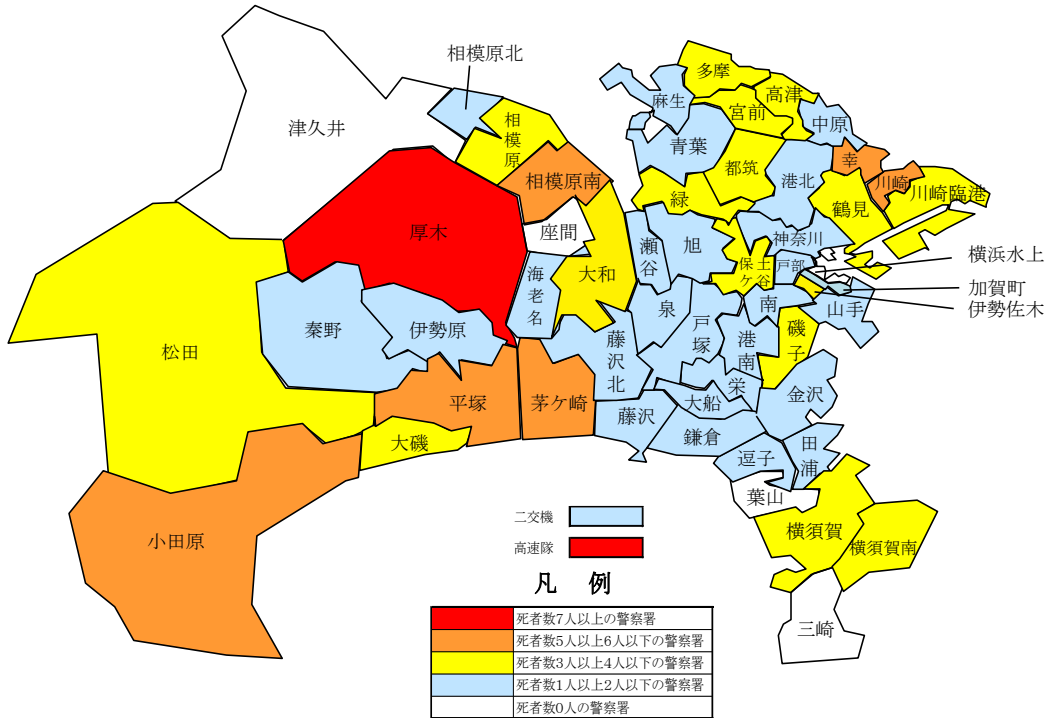 相模原北
多摩
高津
麻生
宮前
中原
津久井
相模原
青葉
都筑
港北
幸
川崎
川崎臨港
相模原南
緑
鶴見
厚木
座間
瀬谷
旭
神奈川
保土ケ谷
戸部
横浜水上
大和
海老名
加賀町
伊勢佐木
南
山手
泉
戸塚
港南
磯子
秦野
伊勢原
松田
藤沢北
栄
金沢
平塚
茅ケ崎
大船
藤沢
鎌倉
大磯
田浦
逗子
葉山
二交機
横須賀
小田原
高速隊
横須賀南
凡 例
死者数7人以上の警察署
三崎
死者数5人以上6人以下の警察署
死者数3人以上4人以下の警察署
死者数1人以上2人以下の警察署
死者数0人の警察署